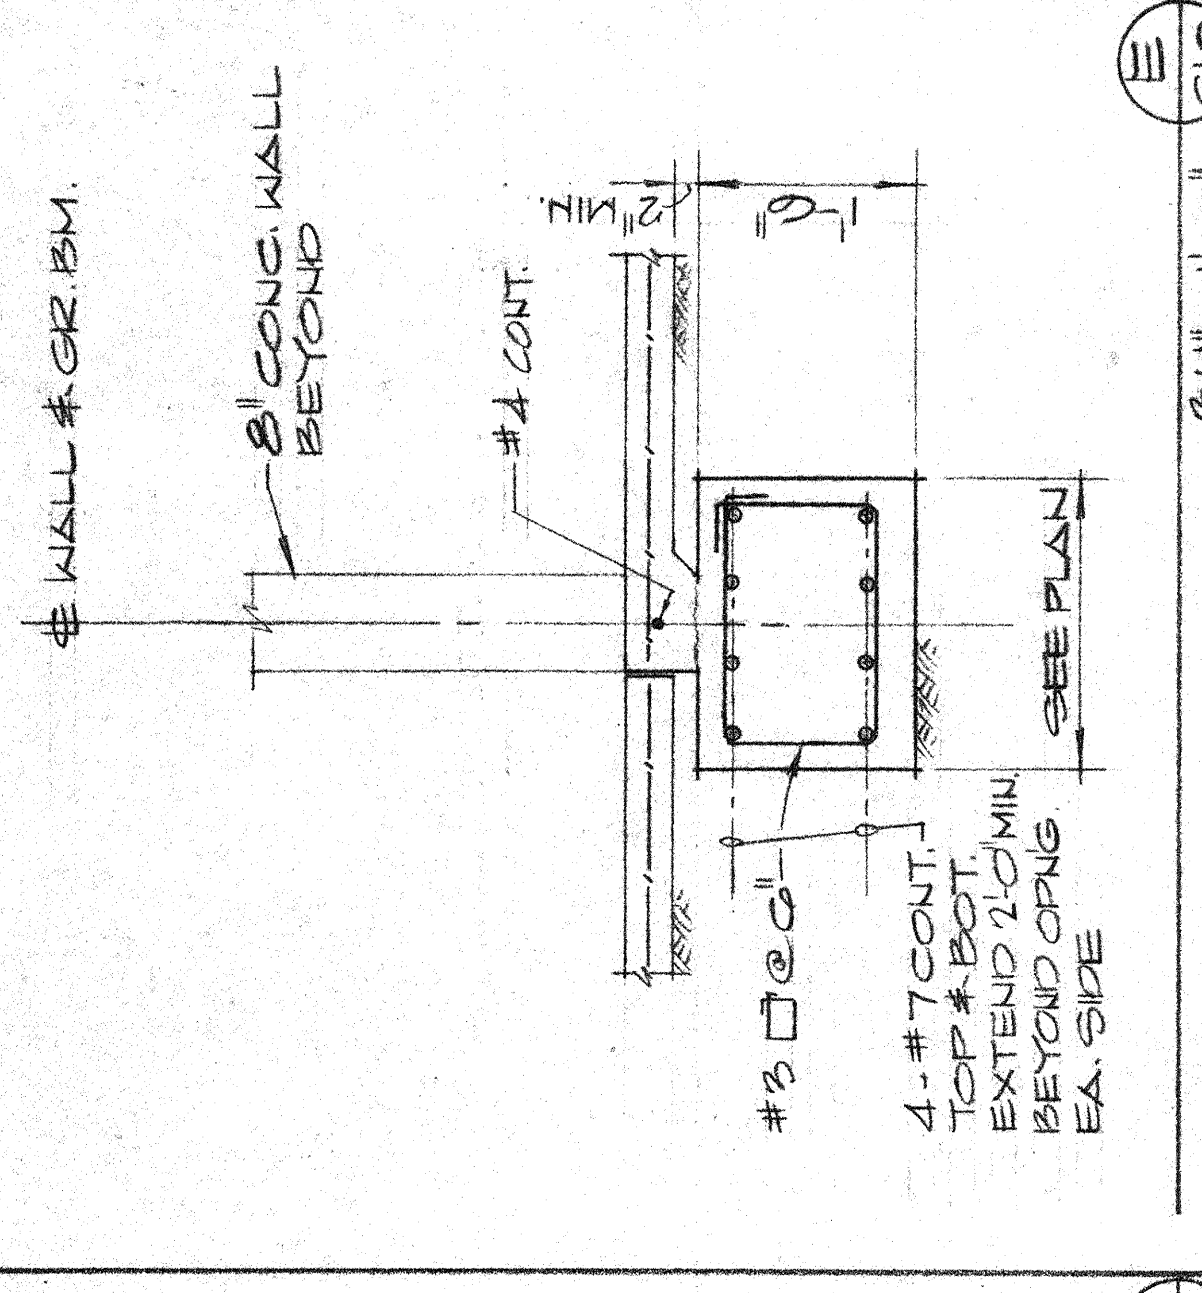 ℄ WALL & GR. BM.
8" CONC. WALL
BEYOND
#4 CONT.
2" MIN.
1'-6"
#3 @ 6"
4-#7 CONT.
TOP & BOT.
EXTEND 2'-0" MIN.
BEYOND OPNG.
EA. SIDE
SEE PLAN
E